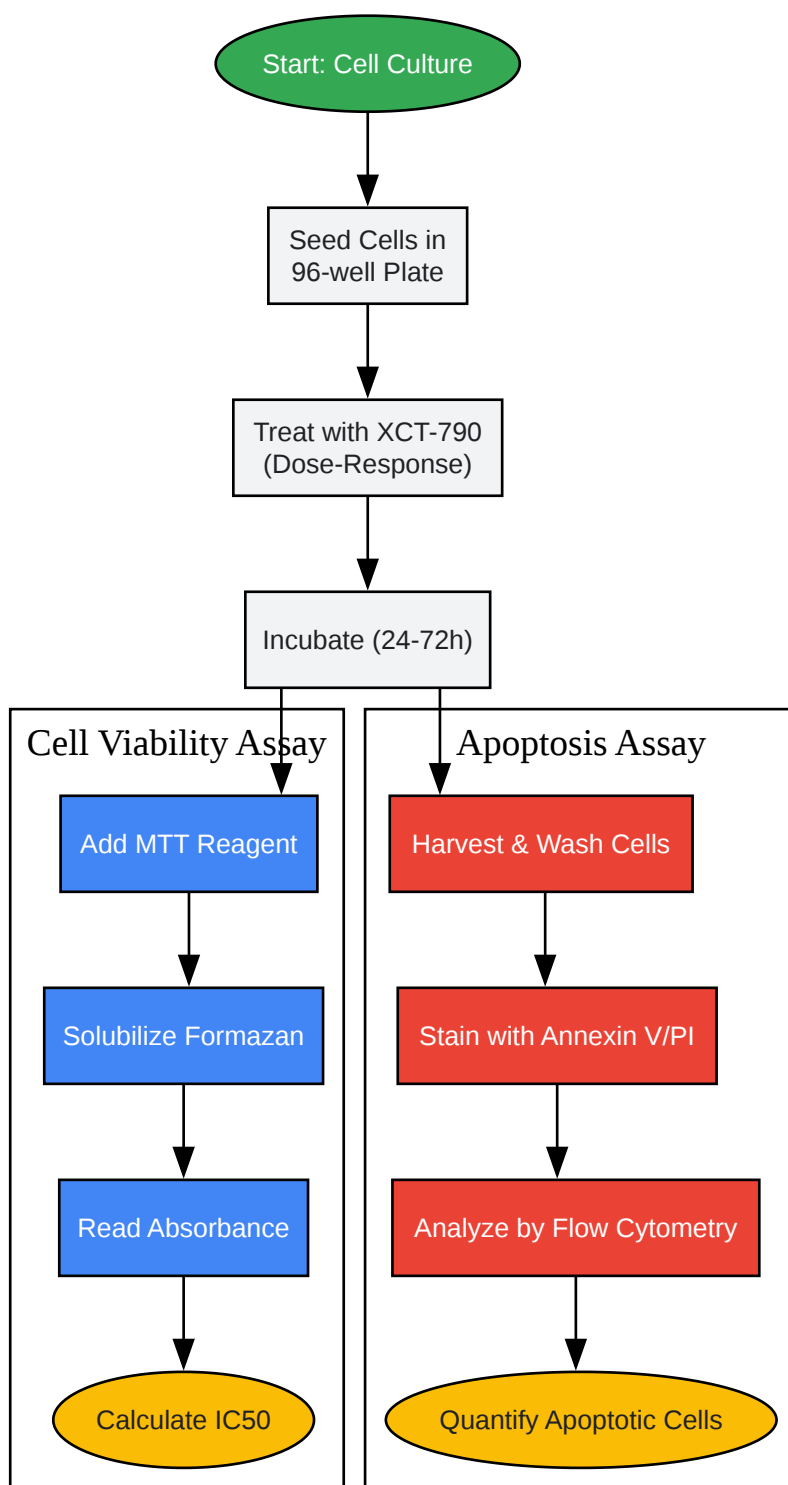 Start: Cell Culture
Seed Cells in
96-well Plate
Treat with XCT-790
(Dose-Response)
Incubate (24-72h)
Cell Viability Assay
Add MTT Reagent
Solubilize Formazan
Read Absorbance
Calculate IC50
Apoptosis Assay
Harvest & Wash Cells
Stain with Annexin V/PI
Analyze by Flow Cytometry
Quantify Apoptotic Cells